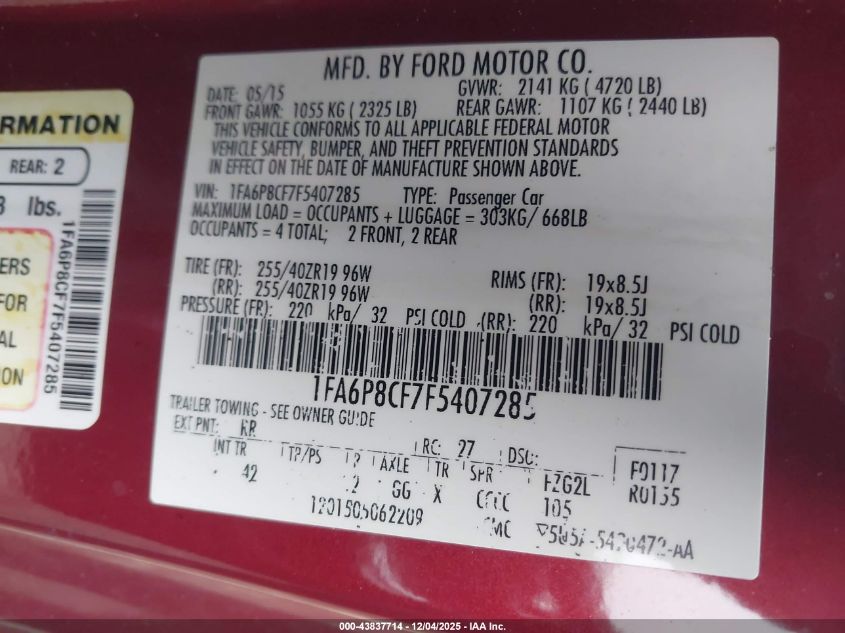 RMATION
REAR: 2
lbs.
ERS
FOR
AL
ON
1FA6P8CF7F5407285
MFD. BY FORD MOTOR CO.
DATE: 05/15 GVWR: 2141 KG ( 4720 LB)
FRONT GAWR: 1055 KG ( 2325 LB) REAR GAWR: 1107 KG ( 2440 LB)
THIS VEHICLE CONFORMS TO ALL APPLICABLE FEDERAL MOTOR
VEHICLE SAFETY, BUMPER, AND THEFT PREVENTION STANDARDS
IN EFFECT ON THE DATE OF MANUFACTURE SHOWN ABOVE.
VIN: 1FA6P8CF7F5407285 TYPE: Passenger Car
MAXIMUM LOAD = OCCUPANTS + LUGGAGE = 303KG/ 668LB
OCCUPANTS = 4 TOTAL; 2 FRONT, 2 REAR
TIRE (FR): 255/40ZR19 96W RIMS (FR): 19x8.5J
(RR): 255/40ZR19 96W (RR): 19x8.5J
PRESSURE (FR): 220 kPa/ 32 PSI COLD (RR): 220 kPa/ 32 PSI COLD
1FA6P8CF7F5407285
TRAILER TOWING - SEE OWNER GUIDE
EXT PNT: RR RC: 27 DSO: F0117
INT TR TP/PS R AXLE TR SPR R0155
42 2 GG X 105
1201505062209
00-43837714 - 12/04/2025 - IAA Inc.